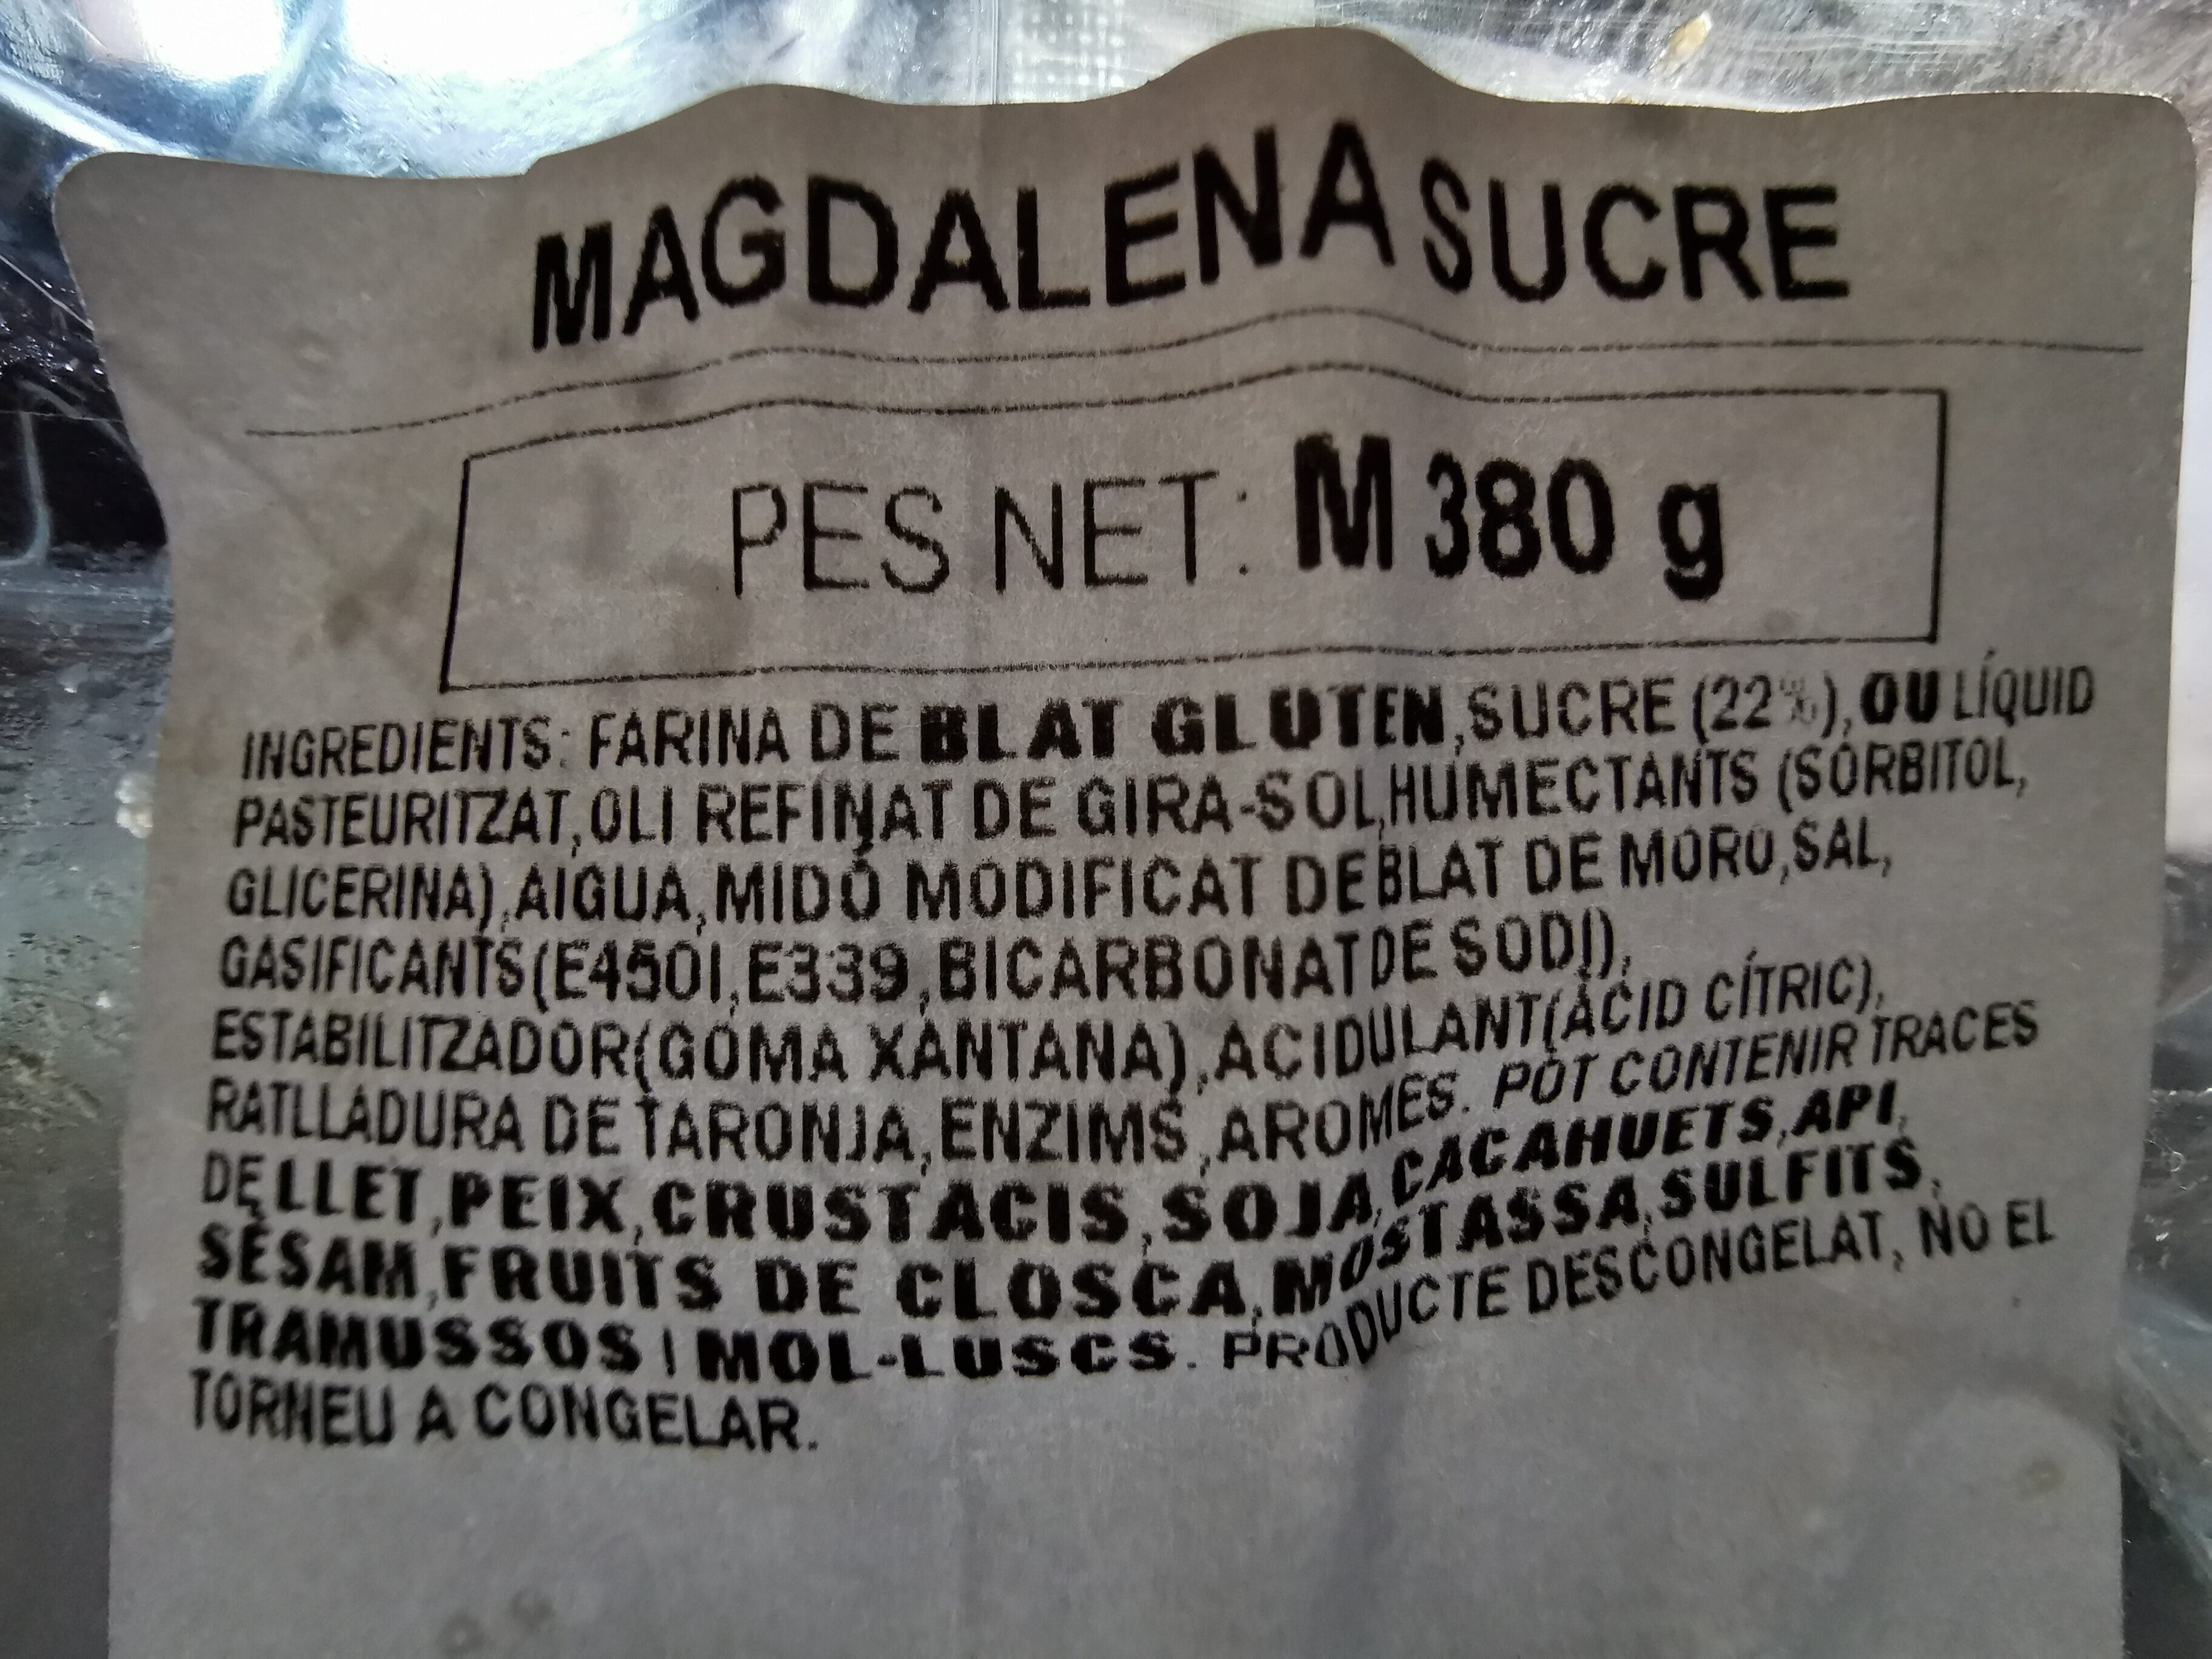 MAGDALENA SUCRE
PES NET: M 380 g
INGREDIENTS: FARINA DE BLAT GLUTEN, SUCRE (22%), OU LÍQUID
PASTEURITZAT, OLI REFINAT DE GIRA-SOL, HUMECTANTS (SORBITOL,
GLICERINA), AIGUA, MIDÓ MODIFICAT DE BLAT DE MORO, SAL,
GASIFICANTS (E450I, E339, BICARBONAT DE SODI),
ESTABILITZADOR (GOMA XANTANA), ACIDULANT (ÀCID CÍTRIC),
RATLLADURA DE TARONJA, ENZIMS, AROMES. POT CONTENIR TRACES
DE LLET, PEIX, CRUSTACIS, SOJA, CACAHUETS, API,
SÈSAM, FRUITS DE CLOSCA, MOSTASSA, SULFITS,
TRAMUSSOS I MOL-LUSCS. PRODUCTE DESCONGELAT, NO EL
TORNEU A CONGELAR.